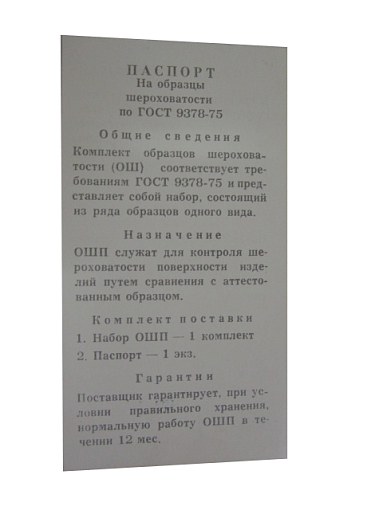 ПАСПОРТ
На образцы
шероховатости
по ГОСТ 9378-75
Общие сведения
Комплект образцов шерохова-
тости (ОШ) соответствует тре-
бованиям ГОСТ 9378-75 и пред-
ставляет собой набор, состоящий
из ряда образцов одного вида.
Назначение
ОШП служат для контроля ше-
роховатости поверхности изде-
лий путем сравнения с аттесто-
ванным образцом.
Комплект поставки
1. Набор ОШП — 1 комплект
2. Паспорт — 1 экз.
Гарантии
Поставщик гарантирует, при ус-
ловии правильного хранения,
нормальную работу ОШП в те-
чении 12 мес.